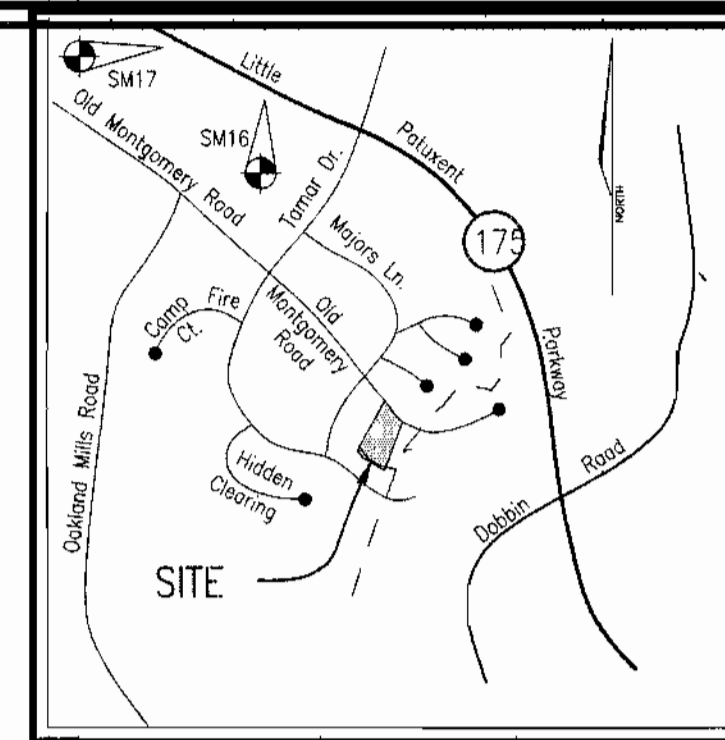 Little
SM17
Old Montgomery Road
SM16
Patuxent
Tamar Dr.
NORTH
Majors Ln.
175
Camp Fire
Ct.
Old
Montgomery
Road
Parkway
Oakland Mills Road
Hidden
Clearing
Dobbin Road
SITE